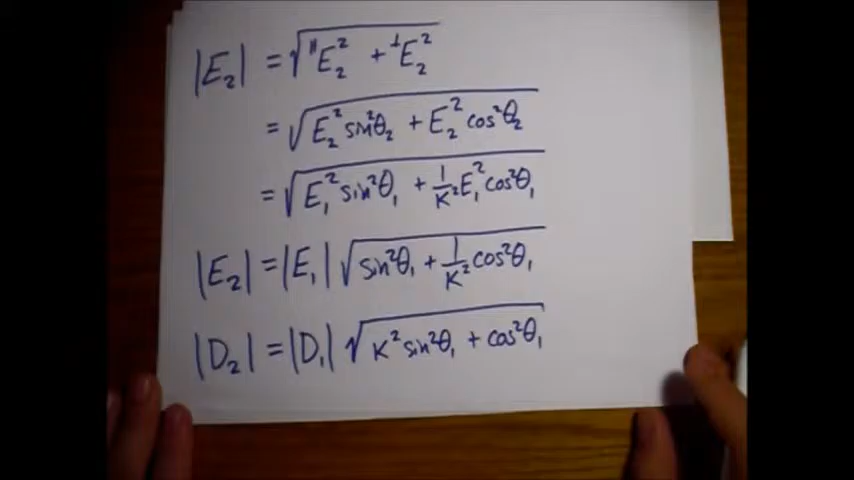 |E₂| = √(∥E₂² + ⊥E₂²)
= √(E₂² sin²θ₂ + E₂² cos²θ₂)
= √(E₁² sin²θ₁ + 1/K² E₁² cos²θ₁)
|E₂| = |E₁| √(sin²θ₁ + 1/K² cos²θ₁)
|D₂| = |D₁| √(K² sin²θ₁ + cos²θ₁)